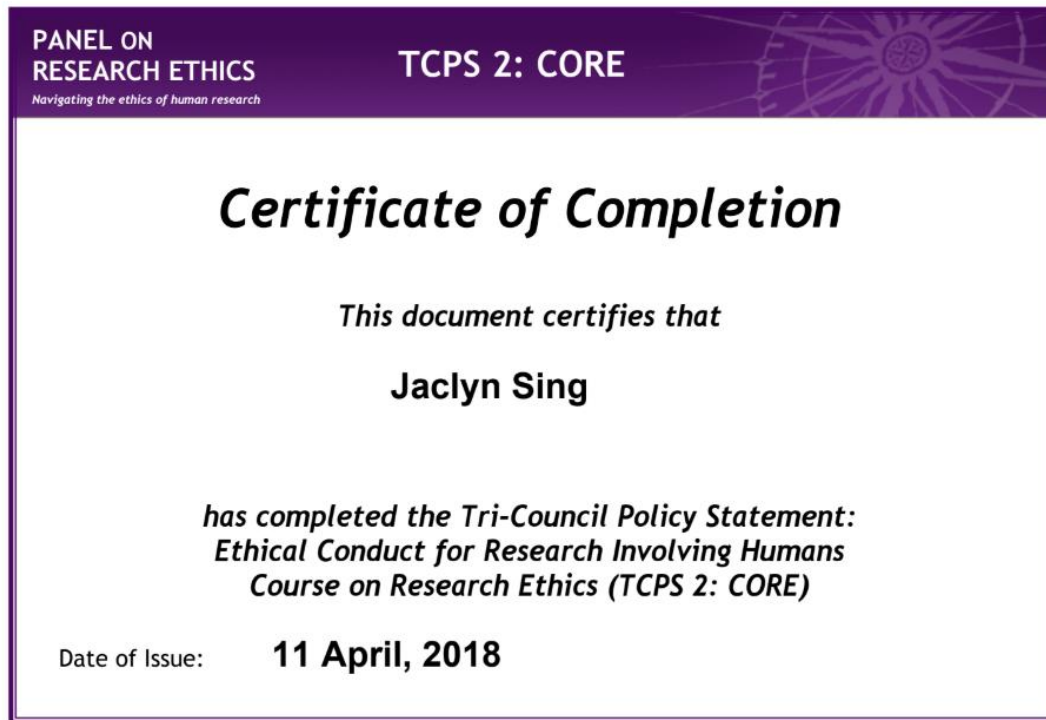 PANEL ON
RESEARCH ETHICS
Navigating the ethics of human research
TCPS 2: CORE
Certificate of Completion
This document certifies that
Jaclyn Sing
has completed the Tri-Council Policy Statement:
Ethical Conduct for Research Involving Humans
Course on Research Ethics (TCPS 2: CORE)
Date of Issue: 11 April, 2018